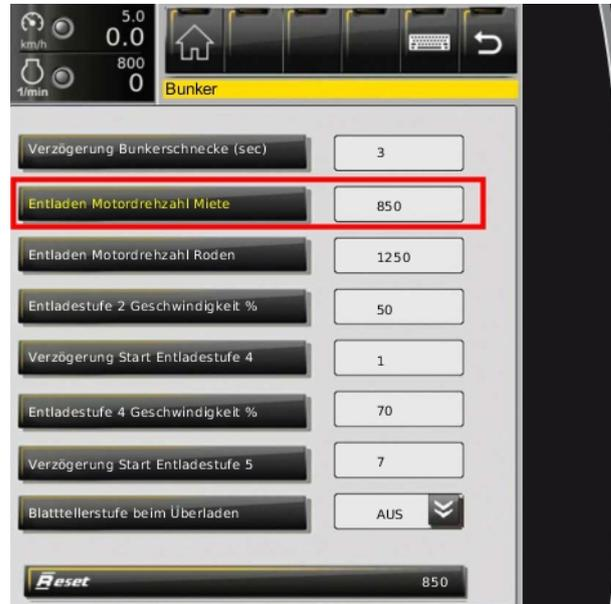 km/h
5.0
0.0
1/min
800
0
Bunker
Verzögerung Bunkerschnecke (sec) 3
Entladen Motordrehzahl Miete 850
Entladen Motordrehzahl Roden 1250
Entladestufe 2 Geschwindigkeit % 50
Verzögerung Start Entladestufe 4 1
Entladestufe 4 Geschwindigkeit % 70
Verzögerung Start Entladestufe 5 7
Blatttellerstufe beim Überladen AUS
Reset 850